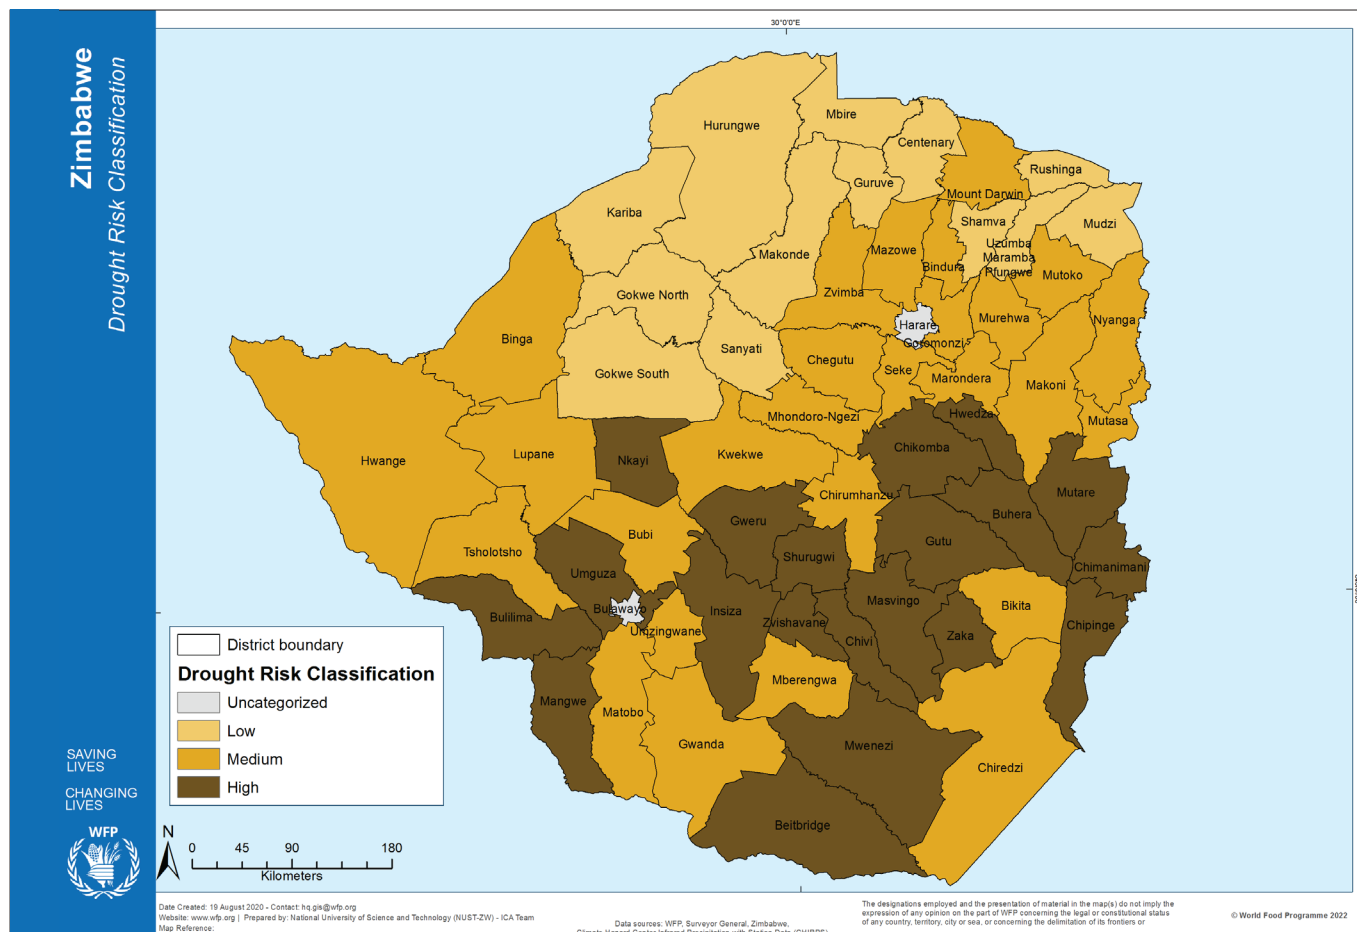 Zimbabwe
Drought Risk Classification
30°0'0"E
Hurungwe
Mbire
Centenary
Rushinga
Guruve
Mount Darwin
Kariba
Shamva
Mudzi
Uzumba
Maramba
Pfungwe
Makonde
Mazowe
Bindura
Mutoko
Gokwe North
Zvimba
Murehwa
Nyanga
Harare
Goromonzi
Binga
Sanyati
Chegutu
Gokwe South
Seke
Marondera
Makoni
Mhondoro-Ngezi
Hwedza
Mutasa
Hwange
Lupane
Nkayi
Kwekwe
Chikomba
Chirumhanzu
Mutare
Gweru
Buhera
Bubi
Tsholotsho
Shurugwi
Gutu
Umguza
Chimanimani
Bulilima
Bulawayo
Insiza
Zvishavane
Masvingo
Bikita
Umzingwane
Chivi
Zaka
Chipinge
Mberengwa
Mangwe
Matobo
Gwanda
Mwenezi
Chiredzi
Beitbridge
District boundary
Drought Risk Classification
Uncategorized
Low
Medium
High
SAVING
LIVES
CHANGING
LIVES
WFP
N
0 45 90 180
Kilometers
Date Created: 19 August 2020 - Contact: hq.gis@wfp.org
Website: www.wfp.org | Prepared by: National University of Science and Technology (NUST-ZW) - ICA Team
Map Reference:
Data sources: WFP, Surveyor General, Zimbabwe,
Climate Hazard Center Infrared Precipitation with Station Data (CHIRPS)
The designations employed and the presentation of material in the map(s) do not imply the
expression of any opinion on the part of WFP concerning the legal or constitutional status
of any country, territory, city or sea, or concerning the delimitation of its frontiers or
© World Food Programme 2022